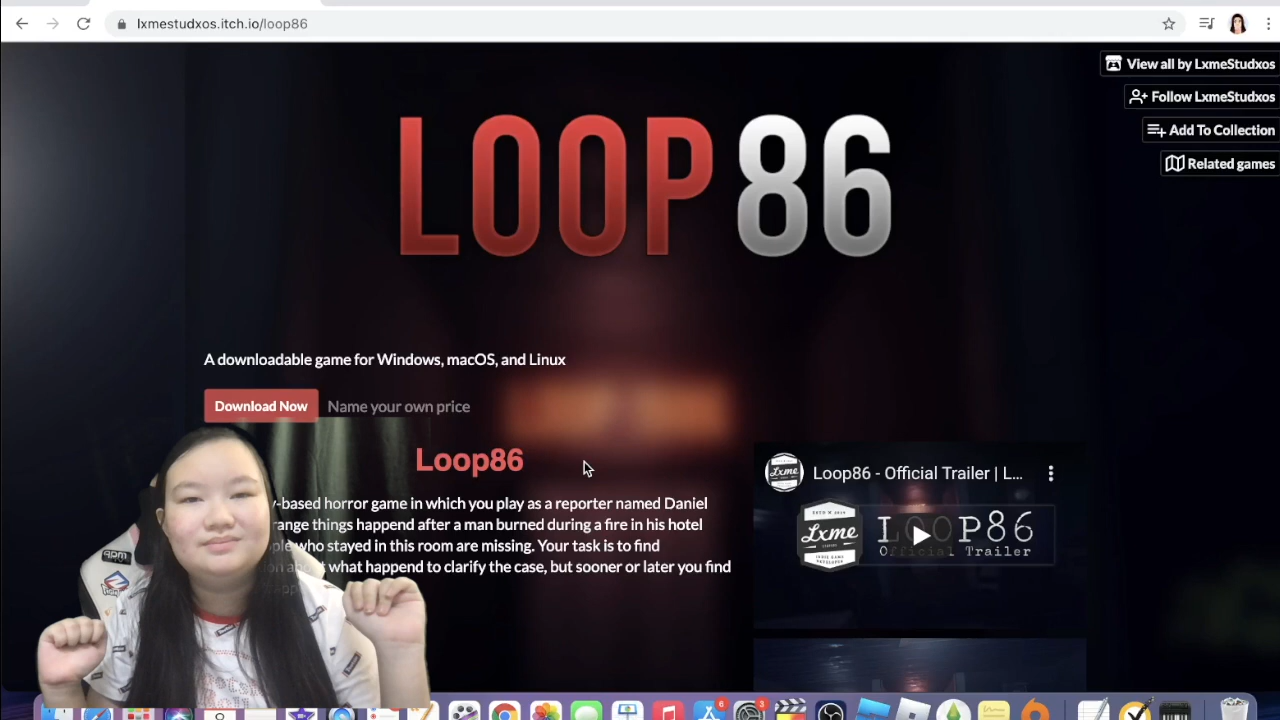 lxmestudxos.itch.io/loop86
View all by LxmeStudxos
Follow LxmeStudxos
Add To Collection
Related games
LOOP86
A downloadable game for Windows, macOS, and Linux
Download Now Name your own price
Loop86
-based horror game in which you play as a reporter named Daniel
range things happend after a man burned during a fire in his hotel
who stayed in this room are missing. Your task is to find
what happend to clarify the case, but sooner or later you find
Lxme
Loop86 - Official Trailer | L...
Lxme
LOOP86
Official Trailer
6
3